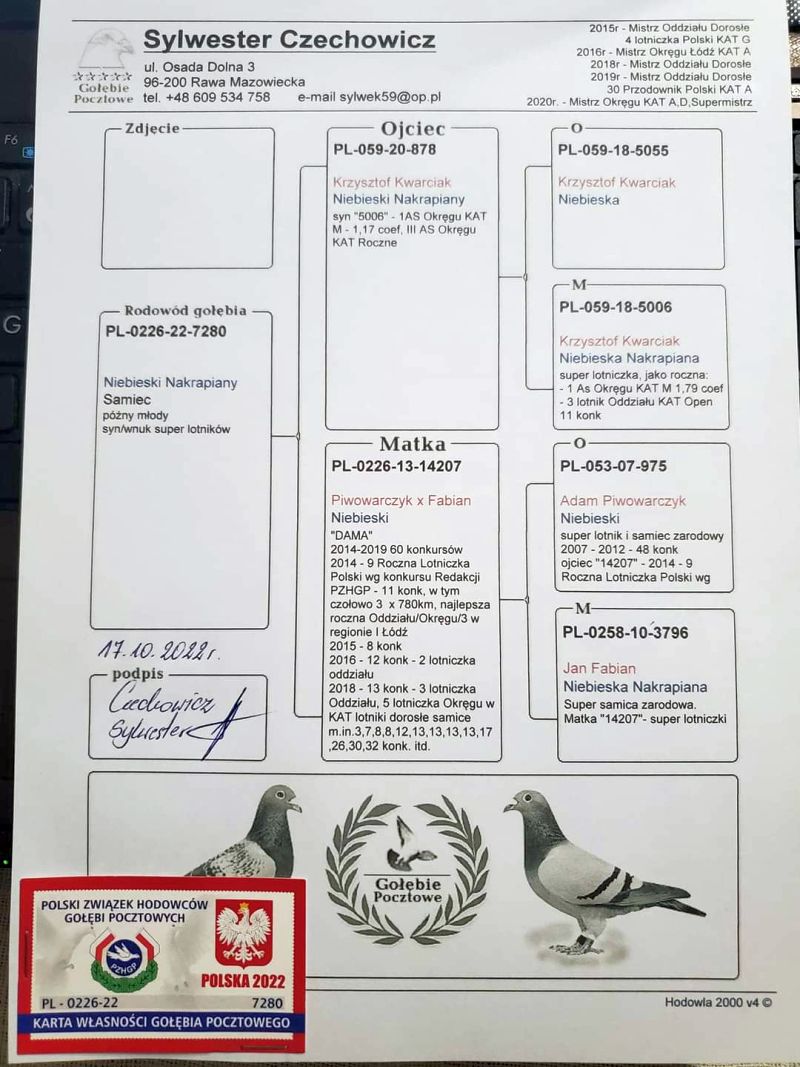 Sylwester Czechowicz
ul. Osada Dolna 3
96-200 Rawa Mazowiecka
tel. +48 609 534 758 e-mail sylwek59@op.pl
Gołębie
Pocztowe
2015r - Mistrz Oddziału Dorosłe
4 lotniczka Polski KAT G
2016r - Mistrz Okręgu Łódź KAT A
2018r - Mistrz Oddziału Dorosłe
2019r - Mistrz Oddziału Dorosłe
30 Przodownik Polski KAT A
2020r. - Mistrz Okręgu KAT A,D,Supermistrz
F6
G
Zdjęcie
Rodowód gołębia
PL-0226-22-7280
Niebieski Nakrapiany
Samiec
późny młody
syn/wnuk super lotników
17.10.2022r.
podpis
Czechowicz
Sylwester
Ojciec
PL-059-20-878
Krzysztof Kwarciak
Niebieski Nakrapiany
syn "5006" - 1AS Okręgu KAT
M - 1,17 coef, III AS Okręgu
KAT Roczne
Matka
PL-0226-13-14207
Piwowarczyk x Fabian
Niebieski
"DAMA"
2014-2019 60 konkursów
2014 - 9 Roczna Lotniczka
Polski wg konkursu Redakcji
PZHGP - 11 konk, w tym
czołowo 3 x 780km, najlepsza
roczna Oddziału/Okręgu/3 w
regionie I Łódź
2015 - 8 konk
2016 - 12 konk - 2 lotniczka
oddziału
2018 - 13 konk - 3 lotniczka
Oddziału, 5 lotniczka Okręgu w
KAT lotniki dorosłe samice
m.in.3,7,8,8,12,13,13,13,13,17
,26,30,32 konk. itd.
O
PL-059-18-5055
Krzysztof Kwarciak
Niebieska
M
PL-059-18-5006
Krzysztof Kwarciak
Niebieska Nakrapiana
super lotniczka, jako roczna:
- 1 As Okręgu KAT M 1,79 coef
- 3 lotnik Oddziału KAT Open
11 konk
O
PL-053-07-975
Adam Piwowarczyk
Niebieski
super lotnik i samiec zarodowy
2007 - 2012 - 48 konk
ojciec "14207" - 2014 - 9
Roczna Lotniczka Polski wg
M
PL-0258-10-3796
Jan Fabian
Niebieska Nakrapiana
Super samica zarodowa.
Matka "14207"- super lotniczki
Gołębie
Pocztowe
POLSKI ZWIĄZEK HODOWCÓW
GOŁĘBI POCZTOWYCH
PZHGP
POLSKA 2022
PL - 0226-22 7280
KARTA WŁASNOŚCI GOŁĘBIA POCZTOWEGO
Hodowla 2000 v4 ©